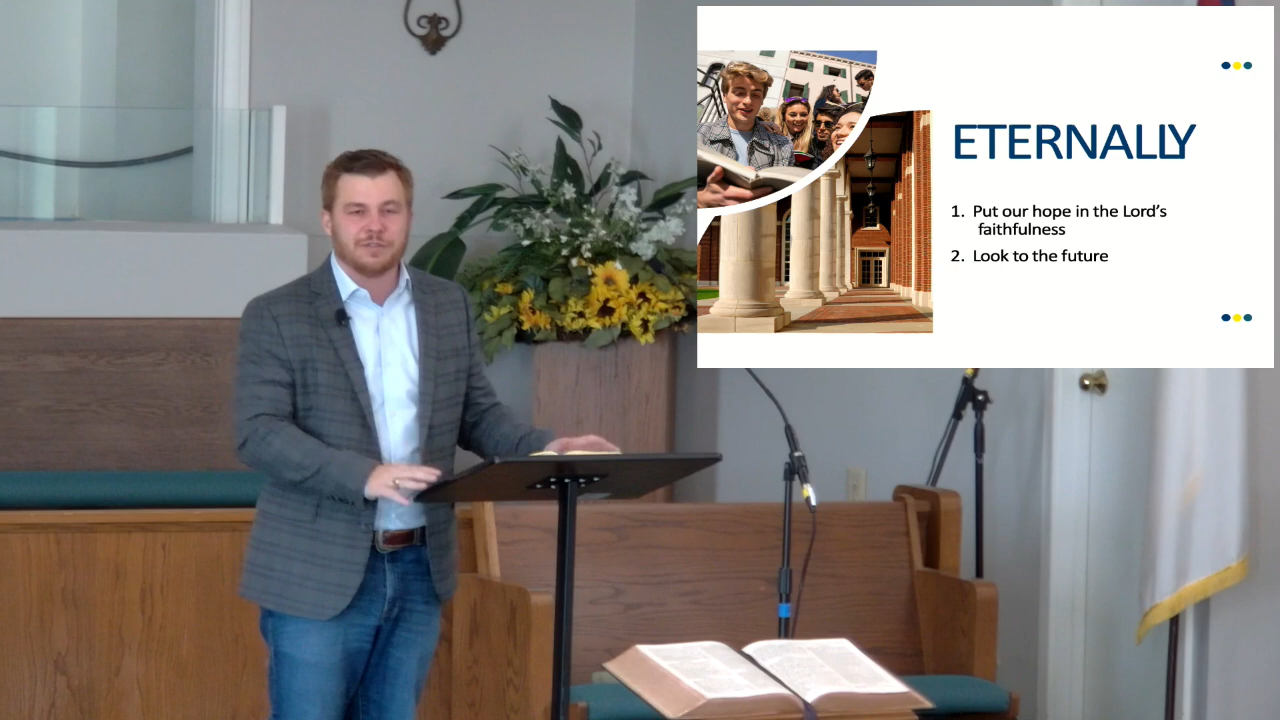 ETERNALLY
1. Put our hope in the Lord's
faithfulness
2. Look to the future